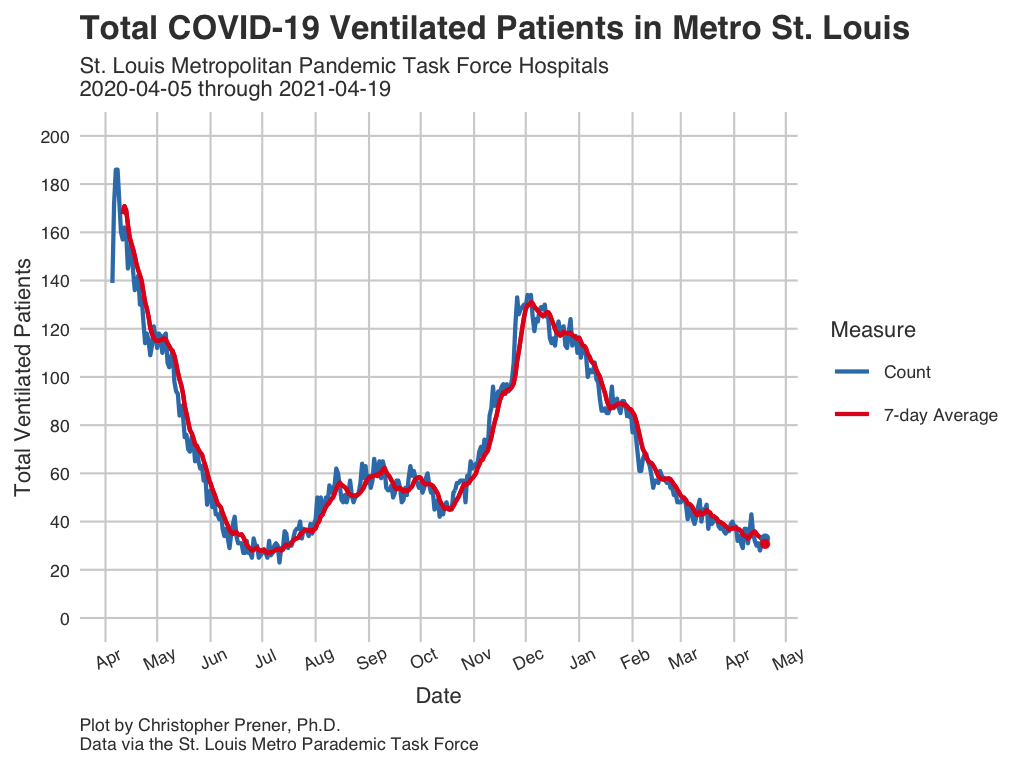 Total COVID-19 Ventilated Patients in Metro St. Louis
St. Louis Metropolitan Pandemic Task Force Hospitals
2020-04-05 through 2021-04-19
Total Ventilated Patients
200
180
160
140
120
100
80
60
40
20
0
Apr May Jun Jul Aug Sep Oct Nov Dec Jan Feb Mar Apr May
Date
Measure
Count
7-day Average
Plot by Christopher Prener, Ph.D.
Data via the St. Louis Metro Parademic Task Force